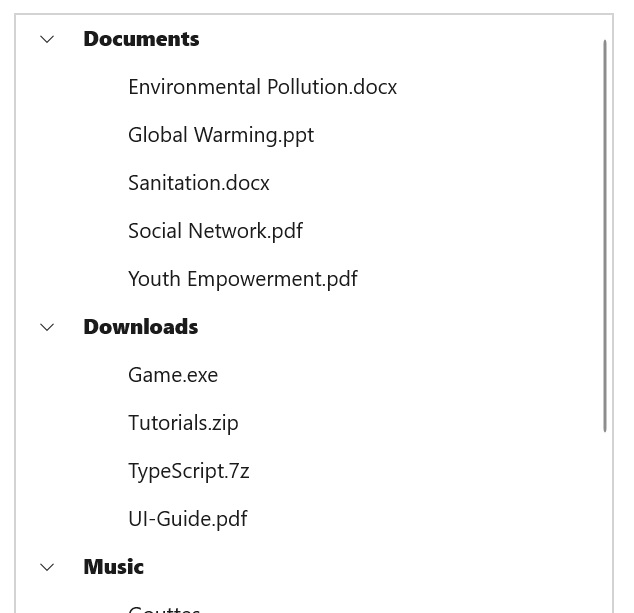 Documents
Environmental Pollution.docx
Global Warming.ppt
Sanitation.docx
Social Network.pdf
Youth Empowerment.pdf
Downloads
Game.exe
Tutorials.zip
TypeScript.7z
UI-Guide.pdf
Music
Gouttes